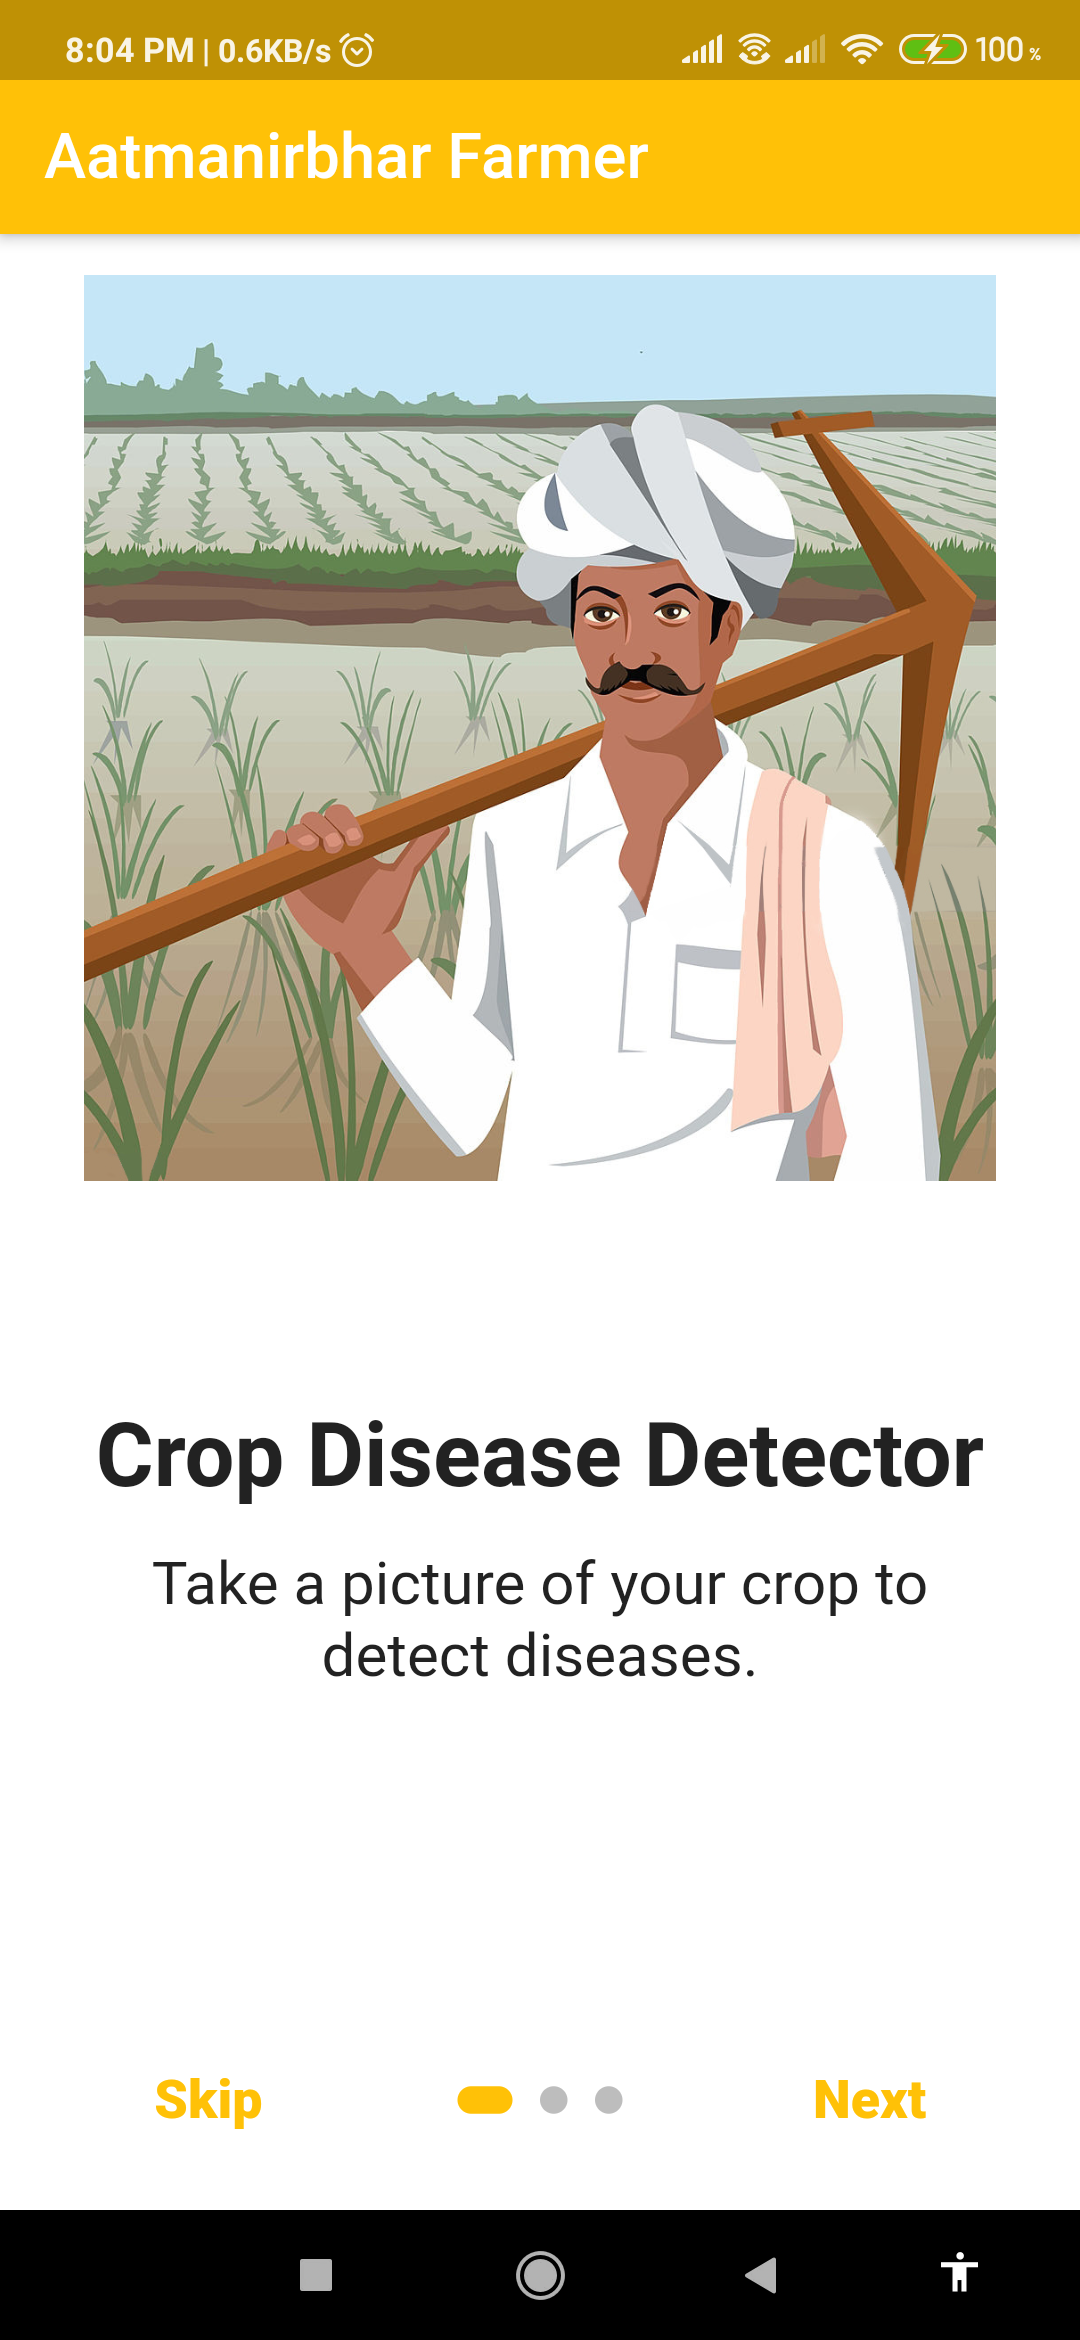 8:04 PM | 0.6KB/s 100 %
Aatmanirbhar Farmer
Crop Disease Detector
Take a picture of your crop to
detect diseases.
Skip Next